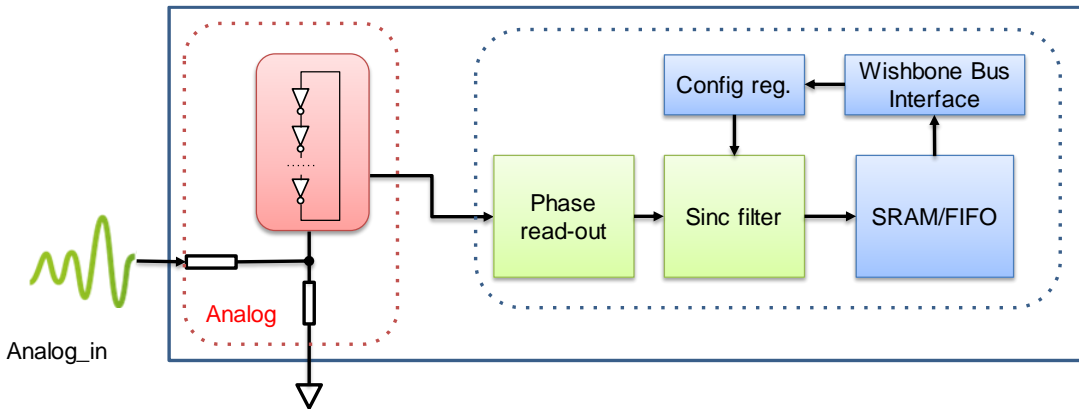 Config reg.
Wishbone Bus
Interface
Phase
read-out
Sinc filter
SRAM/FIFO
Analog
Analog_in
......